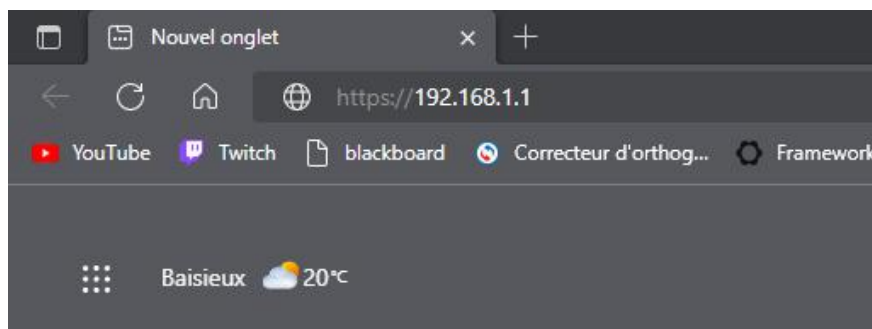 Nouvel onglet
https://192.168.1.1
YouTube Twitch blackboard Correcteur d'orthog... Framework
Baisieux 20°C